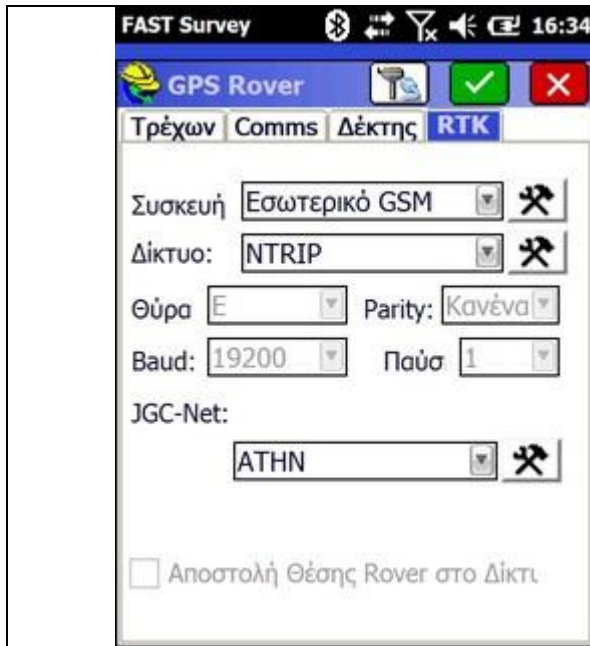 FAST Survey 16:34
GPS Rover
Τρέχων Comms Δέκτης RTK
Συσκευή Εσωτερικό GSM
Δίκτυο: NTRIP
Θύρα E Parity: Κανένα
Baud: 19200 Παύσ 1
JGC-Net:
ATHN
Αποστολή Θέσης Rover στο Δίκτι